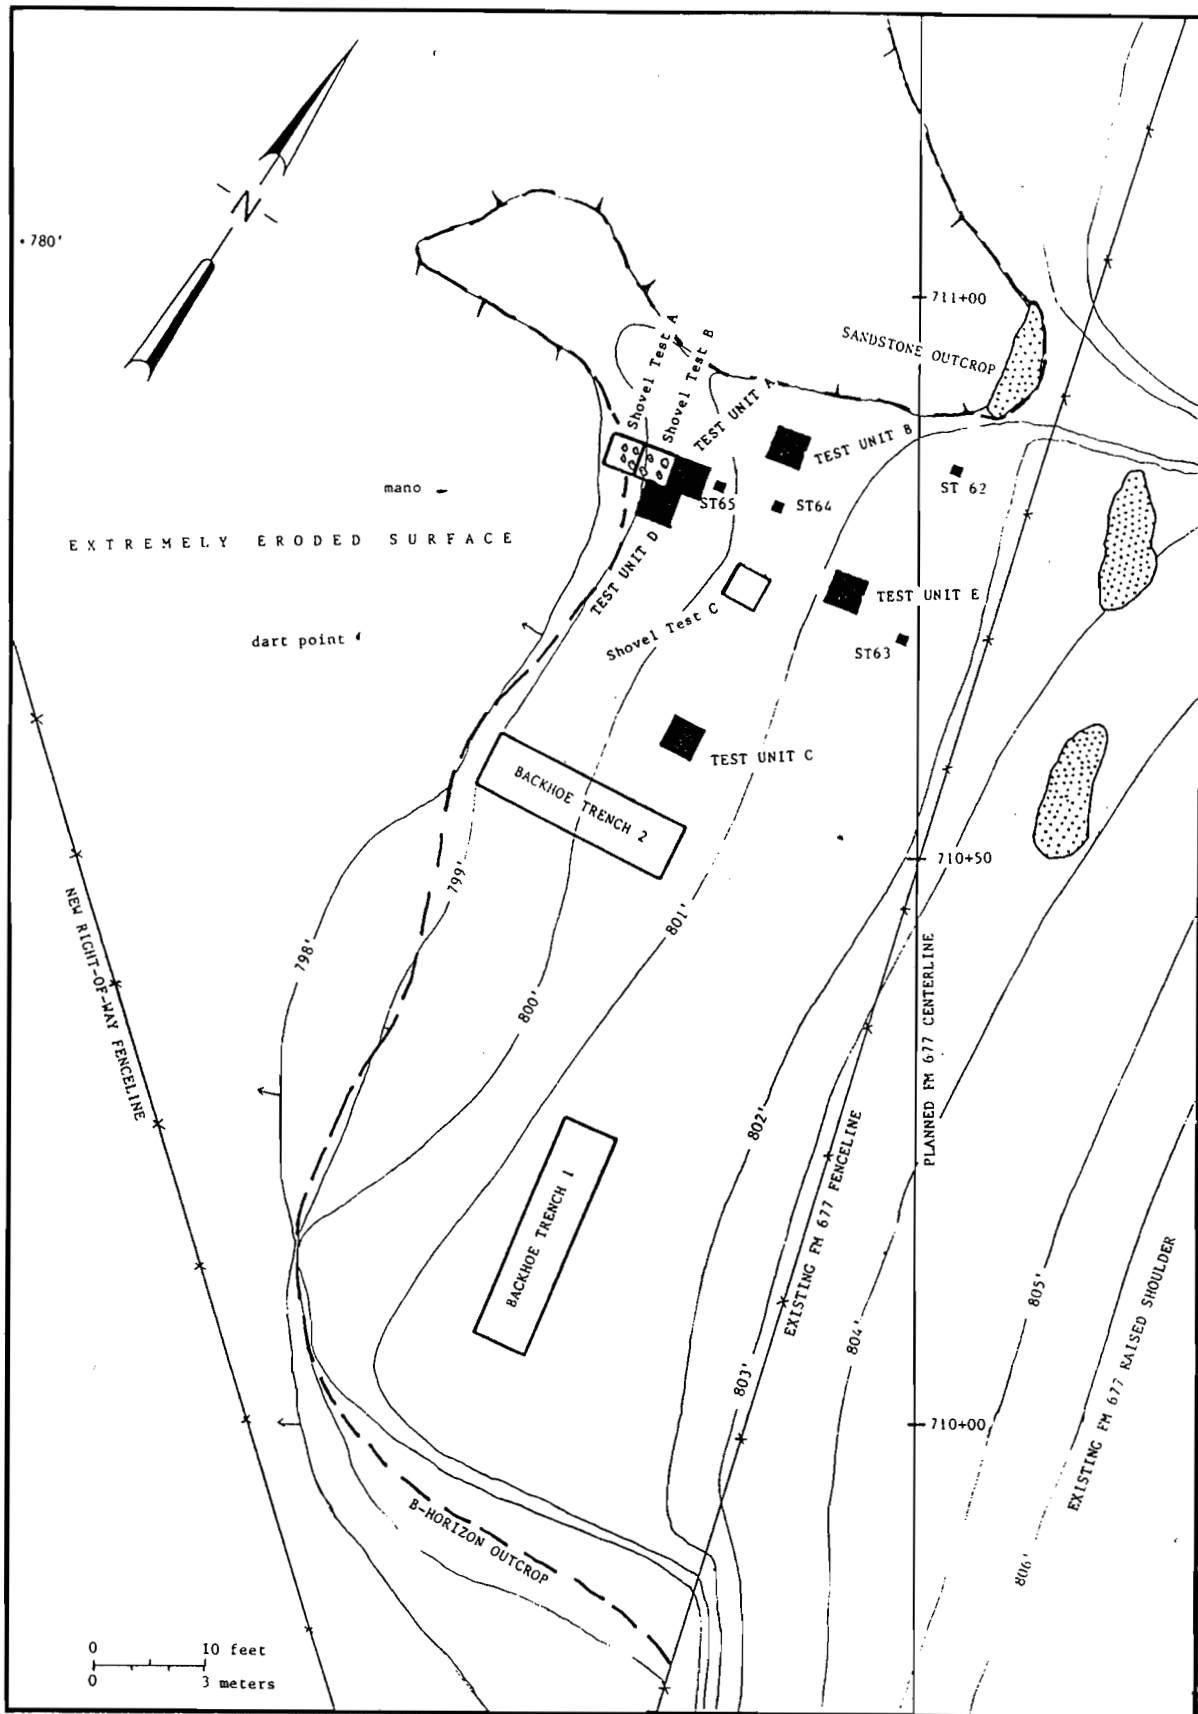 N
780'
711+00
SANDSTONE OUTCROP
Shovel Test A
Shovel Test B
TEST UNIT A
TEST UNIT B
mano
ST65
ST64
ST 62
EXTREMELY ERODED SURFACE
TEST UNIT D
TEST UNIT E
Shovel Test C
dart point
ST63
TEST UNIT C
BACKHOE TRENCH 2
710+50
799'
801'
NEW RIGHT-OF-WAY FENCELINE
798'
800'
PLANNED FM 677 CENTERLINE
802'
EXISTING FM 677 FENCELINE
BACKHOE TRENCH 1
805'
804'
EXISTING FM 677 RAISED SHOULDER
803'
710+00
B-HORIZON OUTCROP
806'
0 10 feet
0 3 meters